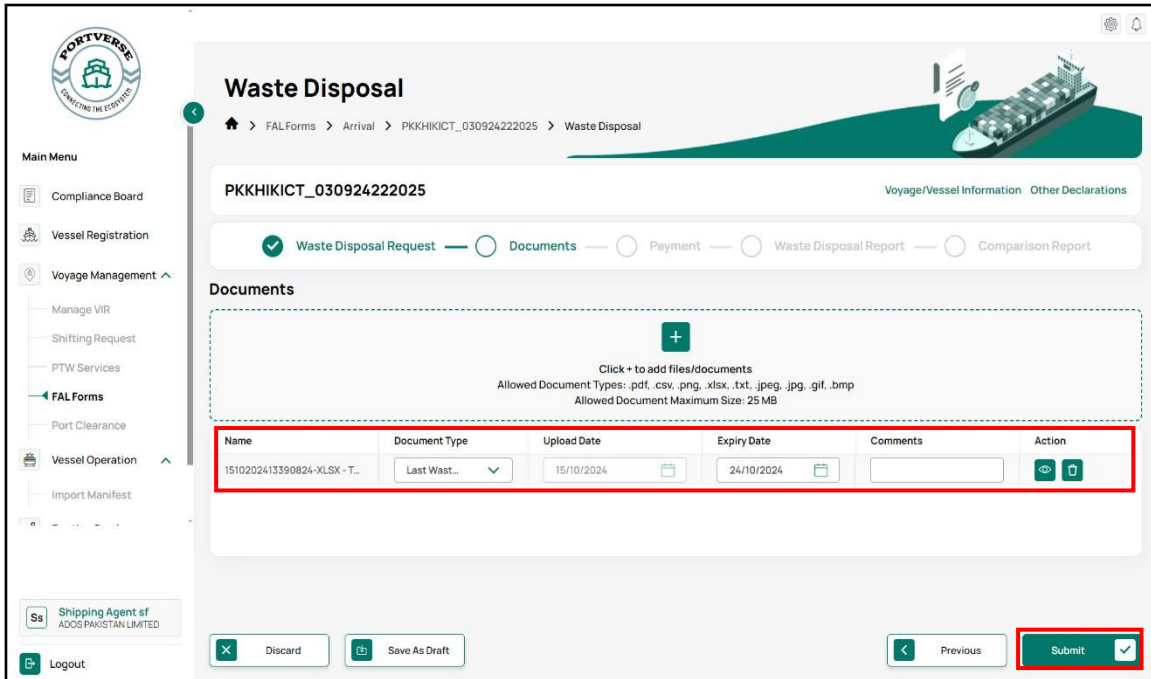 PORTVERSE
CONNECTING THE ECOSYSTEM
Main Menu
Compliance Board
Vessel Registration
Voyage Management
Manage VIR
Shifting Request
PTW Services
FAL Forms
Port Clearance
Vessel Operation
Import Manifest
Ss
Shipping Agent sf
ADOS PAKISTAN LIMITED
Logout
Waste Disposal
> FAL Forms > Arrival > PKKHIKICT_030924222025 > Waste Disposal
PKKHIKICT_030924222025 Voyage/Vessel Information Other Declarations
Waste Disposal Request Documents Payment Waste Disposal Report Comparison Report
Documents
+
Click + to add files/documents
Allowed Document Types: .pdf, .csv, .png, .xlsx, .txt, .jpeg, .jpg, .gif, .bmp
Allowed Document Maximum Size: 25 MB
Name Document Type Upload Date Expiry Date Comments Action
1510202413390824-XLSX - T... Last Wast... 15/10/2024 24/10/2024
Discard Save As Draft Previous Submit